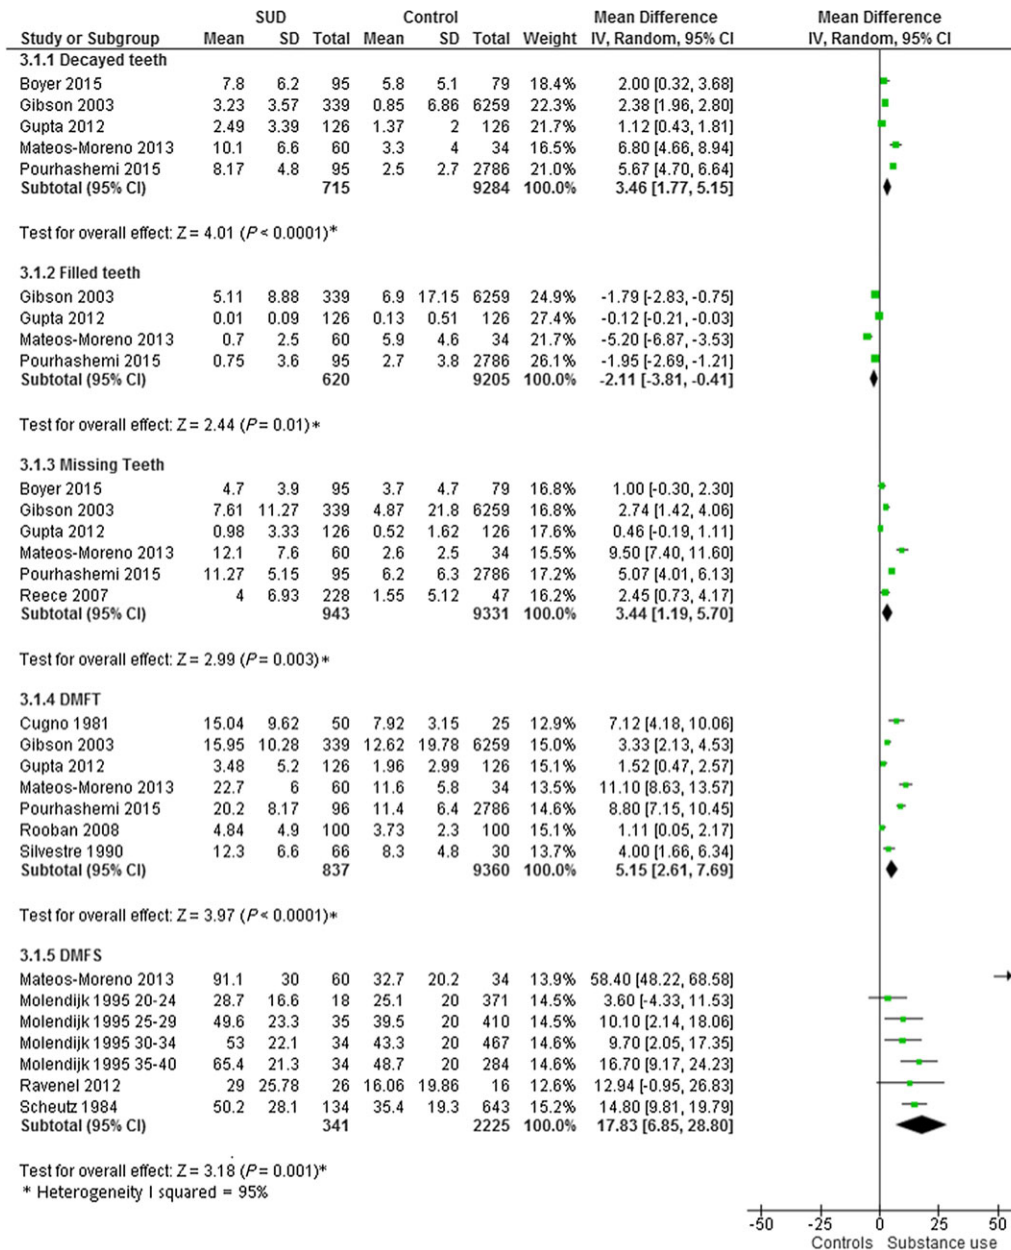 SUD Control Mean Difference Mean Difference
Study or Subgroup Mean SD Total Mean SD Total Weight IV, Random, 95% CI IV, Random, 95% CI
3.1.1 Decayed teeth
Boyer 2015 7.8 6.2 95 5.8 5.1 79 18.4% 2.00 [0.32, 3.68]
Gibson 2003 3.23 3.57 339 0.85 6.86 6259 22.3% 2.38 [1.96, 2.80]
Gupta 2012 2.49 3.39 126 1.37 2 126 21.7% 1.12 [0.43, 1.81]
Mateos-Moreno 2013 10.1 6.6 60 3.3 4 34 16.5% 6.80 [4.66, 8.94]
Pourhashemi 2015 8.17 4.8 95 2.5 2.7 2786 21.0% 5.67 [4.70, 6.64]
Subtotal (95% CI) 715 9284 100.0% 3.46 [1.77, 5.15]
Test for overall effect: Z = 4.01 (P < 0.0001)*
3.1.2 Filled teeth
Gibson 2003 5.11 8.88 339 6.9 17.15 6259 24.9% -1.79 [-2.83, -0.75]
Gupta 2012 0.01 0.09 126 0.13 0.51 126 27.4% -0.12 [-0.21, -0.03]
Mateos-Moreno 2013 0.7 2.5 60 5.9 4.6 34 21.7% -5.20 [-6.87, -3.53]
Pourhashemi 2015 0.75 3.6 95 2.7 3.8 2786 26.1% -1.95 [-2.69, -1.21]
Subtotal (95% CI) 620 9205 100.0% -2.11 [-3.81, -0.41]
Test for overall effect: Z = 2.44 (P = 0.01)*
3.1.3 Missing Teeth
Boyer 2015 4.7 3.9 95 3.7 4.7 79 16.8% 1.00 [-0.30, 2.30]
Gibson 2003 7.61 11.27 339 4.87 21.8 6259 16.8% 2.74 [1.42, 4.06]
Gupta 2012 0.98 3.33 126 0.52 1.62 126 17.6% 0.46 [-0.19, 1.11]
Mateos-Moreno 2013 12.1 7.6 60 2.6 2.5 34 15.5% 9.50 [7.40, 11.60]
Pourhashemi 2015 11.27 5.15 95 6.2 6.3 2786 17.2% 5.07 [4.01, 6.13]
Reece 2007 4 6.93 228 1.55 5.12 47 16.2% 2.45 [0.73, 4.17]
Subtotal (95% CI) 943 9331 100.0% 3.44 [1.19, 5.70]
Test for overall effect: Z = 2.99 (P = 0.003)*
3.1.4 DMFT
Cugno 1981 15.04 9.62 50 7.92 3.15 25 12.9% 7.12 [4.18, 10.06]
Gibson 2003 15.95 10.28 339 12.62 19.78 6259 15.0% 3.33 [2.13, 4.53]
Gupta 2012 3.48 5.2 126 1.96 2.99 126 15.1% 1.52 [0.47, 2.57]
Mateos-Moreno 2013 22.7 6 60 11.6 5.8 34 13.5% 11.10 [8.63, 13.57]
Pourhashemi 2015 20.2 8.17 96 11.4 6.4 2786 14.6% 8.80 [7.15, 10.45]
Rooban 2008 4.84 4.9 100 3.73 2.3 100 15.1% 1.11 [0.05, 2.17]
Silvestre 1990 12.3 6.6 66 8.3 4.8 30 13.7% 4.00 [1.66, 6.34]
Subtotal (95% CI) 837 9360 100.0% 5.15 [2.61, 7.69]
Test for overall effect: Z = 3.97 (P < 0.0001)*
3.1.5 DMFS
Mateos-Moreno 2013 91.1 30 60 32.7 20.2 34 13.9% 58.40 [48.22, 68.58]
Molendijk 1995 20-24 28.7 16.6 18 25.1 20 371 14.5% 3.60 [-4.33, 11.53]
Molendijk 1995 25-29 49.6 23.3 35 39.5 20 410 14.5% 10.10 [2.14, 18.06]
Molendijk 1995 30-34 53 22.1 34 43.3 20 467 14.6% 9.70 [2.05, 17.35]
Molendijk 1995 35-40 65.4 21.3 34 48.7 20 284 14.6% 16.70 [9.17, 24.23]
Ravenel 2012 29 25.78 26 16.06 19.86 16 12.6% 12.94 [-0.95, 26.83]
Scheutz 1984 50.2 28.1 134 35.4 19.3 643 15.2% 14.80 [9.81, 19.79]
Subtotal (95% CI) 341 2225 100.0% 17.83 [6.85, 28.80]
Test for overall effect: Z = 3.18 (P = 0.001)*
* Heterogeneity I squared = 95%
-50 -25 0 25 50
Controls Substance use